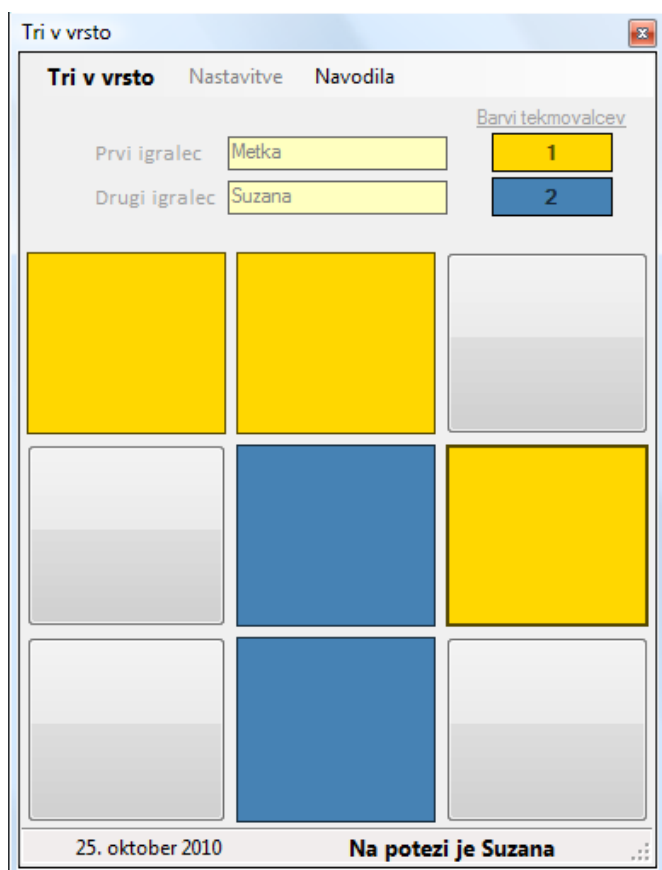 Tri v vrsto
Tri v vrsto Nastavitve Navodila
Barvi tekmovalcev
Prvi igralec Metka 1
Drugi igralec Suzana 2
25. oktober 2010 Na potezi je Suzana